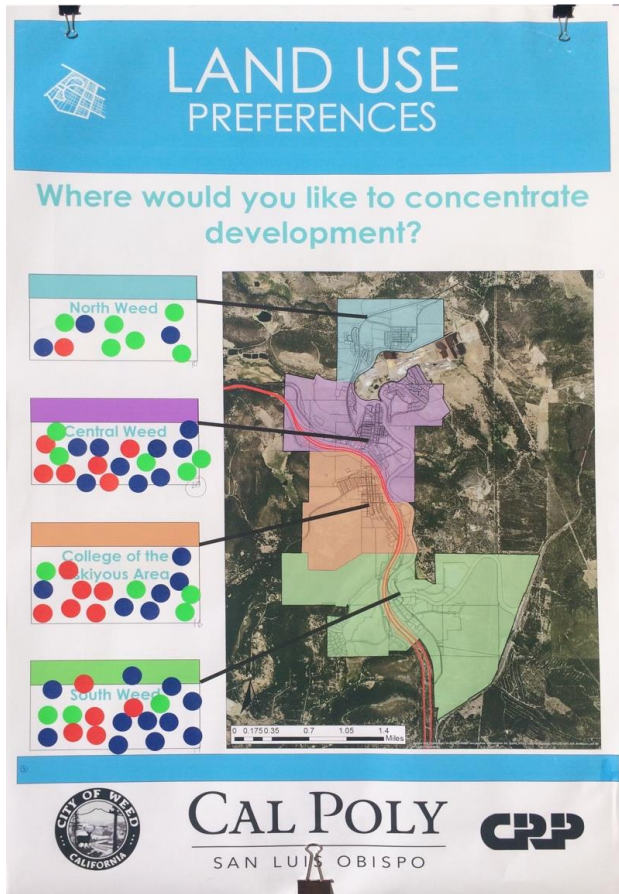 LAND USE
PREFERENCES
Where would you like to concentrate
development?
North Weed
Central Weed
College of the
Area
South Weed
0 0.175 0.35 0.7 1.05 1.4
Miles
CITY OF WEED
CALIFORNIA
CAL POLY
SAN LUIS OBISPO
CRP